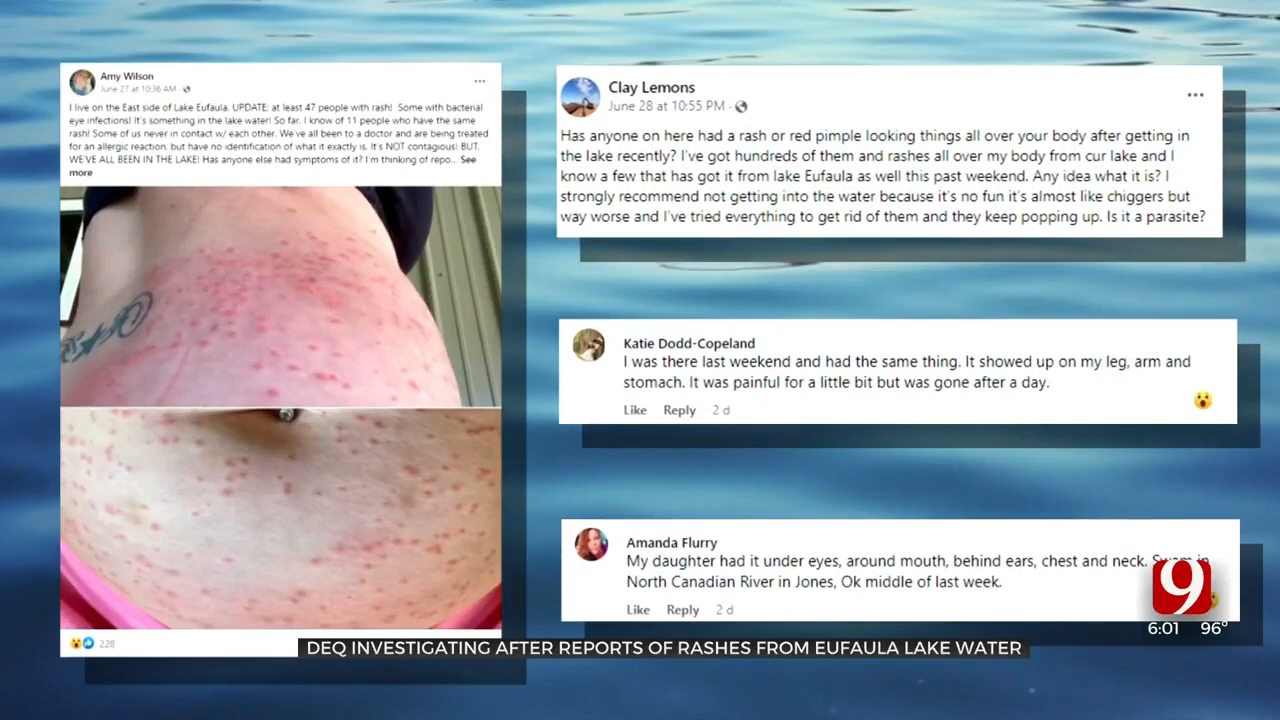 Amy Wilson
June 27 at 10:36 AM
I live on the East side of Lake Eufaula. UPDATE: at least 47 people with rash! Some with bacterial
eye infections! It's something in the lake water! So far. I know of 11 people who have the same
rash! Some of us never in contact w/ each other. We've all been to a doctor and are being treated
for an allergic reaction. but have no identification of what it exactly is. It's NOT contagious! BUT.
WE'VE ALL BEEN IN THE LAKE! Has anyone else had symptoms of it? I'm thinking of repo... See
more
228
Clay Lemons
June 28 at 10:55 PM
Has anyone on here had a rash or red pimple looking things all over your body after getting in
the lake recently? I've got hundreds of them and rashes all over my body from cur lake and I
know a few that has got it from lake Eufaula as well this past weekend. Any idea what it is? I
strongly recommend not getting into the water because it's no fun it's almost like chiggers but
way worse and I've tried everything to get rid of them and they keep popping up. Is it a parasite?
Katie Dodd-Copeland
I was there last weekend and had the same thing. It showed up on my leg, arm and
stomach. It was painful for a little bit but was gone after a day.
Like Reply 2 d
Amanda Flurry
My daughter had it under eyes, around mouth, behind ears, chest and neck. Swam in
North Canadian River in Jones, Ok middle of last week.
Like Reply 2 d
9
6:01 96°
DEQ INVESTIGATING AFTER REPORTS OF RASHES FROM EUFAULA LAKE WATER